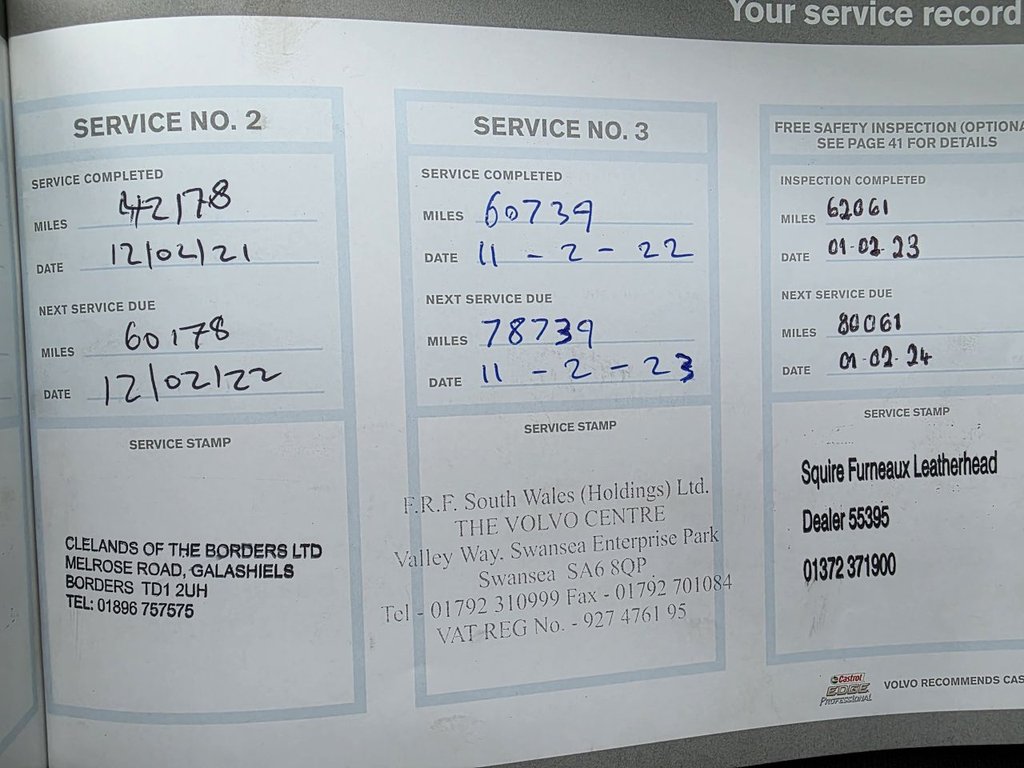 Your service record
SERVICE NO. 2
SERVICE COMPLETED
MILES 42178
DATE 12/02/21
NEXT SERVICE DUE
MILES 60178
DATE 12/02/22
SERVICE STAMP
CLELANDS OF THE BORDERS LTD
MELROSE ROAD, GALASHIELS
BORDERS TD1 2UH
TEL: 01896 757575
SERVICE NO. 3
SERVICE COMPLETED
MILES 60739
DATE 11 - 2 - 22
NEXT SERVICE DUE
MILES 78739
DATE 11 - 2 - 23
SERVICE STAMP
F.R.F. South Wales (Holdings) Ltd.
THE VOLVO CENTRE
Valley Way. Swansea Enterprise Park
Swansea SA6 8QP
Tel - 01792 310999 Fax - 01792 701084
VAT REG No. - 927 4761 95
FREE SAFETY INSPECTION (OPTIONA
SEE PAGE 41 FOR DETAILS
INSPECTION COMPLETED
MILES 62061
DATE 01-02-23
NEXT SERVICE DUE
MILES 80061
DATE 01-02-24
SERVICE STAMP
Squire Furneaux Leatherhead
Dealer 55395
01372 371900
Castrol
EDGE
PROFESSIONAL
VOLVO RECOMMENDS CAS